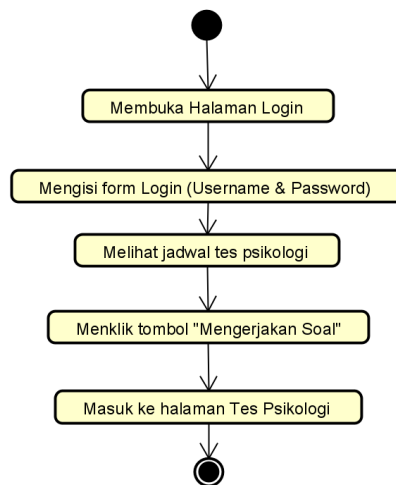 Membuka Halaman Login
Mengisi form Login (Username & Password)
Melihat jadwal tes psikologi
Menklik tombol "Mengerjakan Soal"
Masuk ke halaman Tes Psikologi